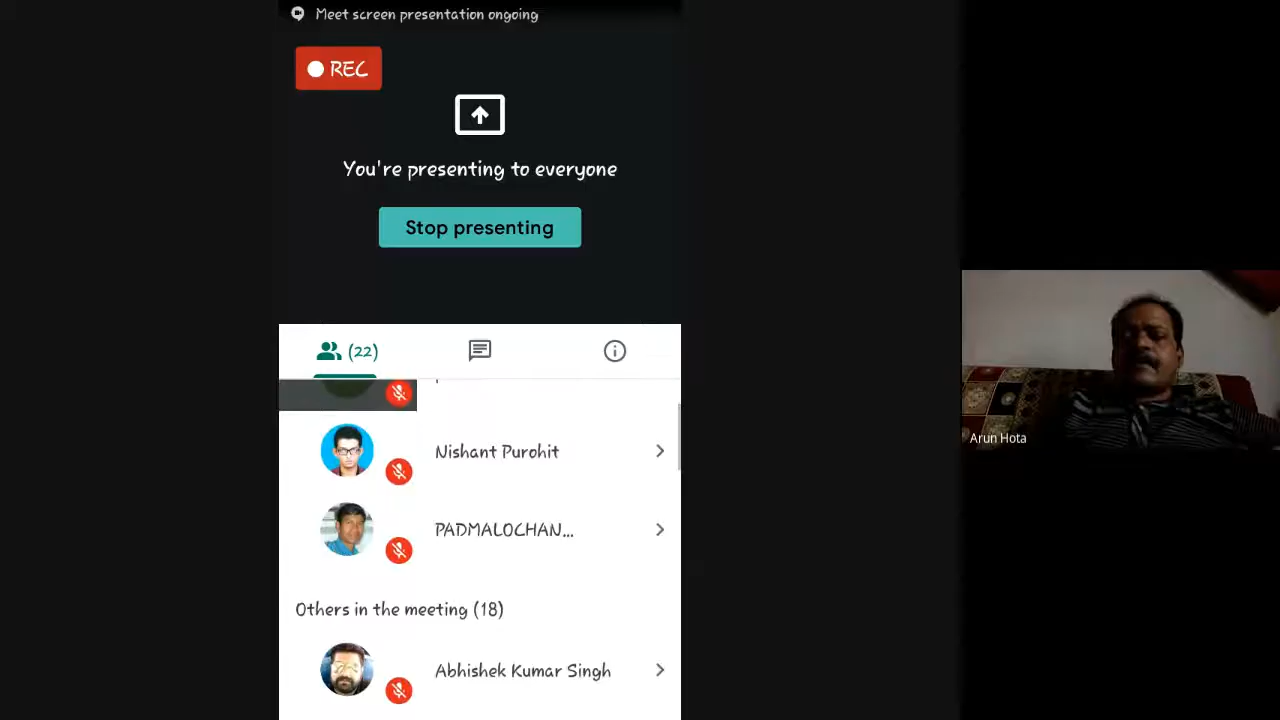 Meet screen presentation ongoing
REC
You're presenting to everyone
Stop presenting
(22)
Nishant Purohit
PADMALOCHAN...
Others in the meeting (18)
Abhishek Kumar Singh
Arun Hota